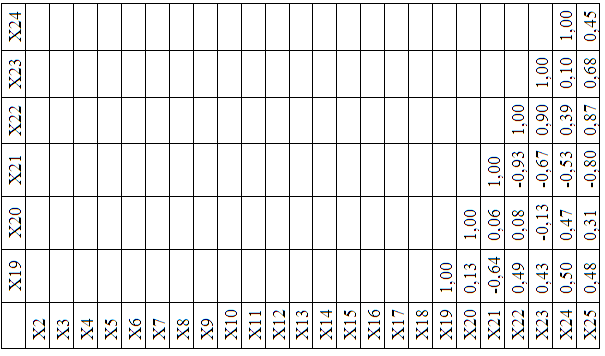 X19 X20 X21 X22 X23 X24
X2
X3
X4
X5
X6
X7
X8
X9
X10
X11
X12
X13
X14
X15
X16
X17
X18
X19 1,00
X20 0,13 1,00
X21 -0,64 0,06 1,00
X22 0,49 0,08 -0,93 1,00
X23 0,43 -0,13 -0,67 0,90 1,00
X24 0,50 0,47 -0,53 0,39 0,10 1,00
X25 0,48 0,31 -0,80 0,87 0,68 0,45